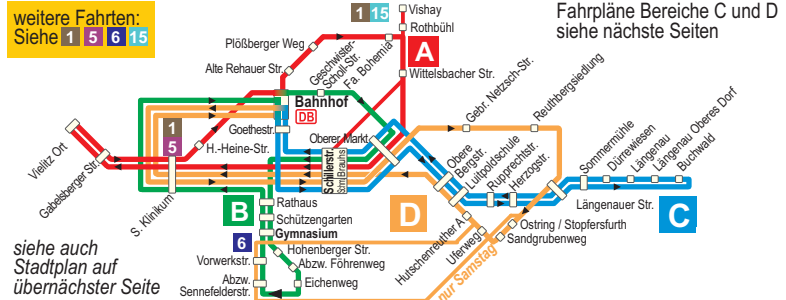 weitere Fahrten:
Siehe 1 5 6 15
1 15
Vishay
Rothbühl
Fahrpläne Bereiche C und D
siehe nächste Seiten
A
Plößberger Weg
Alte Rehauer Str.
Geschwister-
Scholl-Str.
Fa. Bohemia
Wittelsbacher Str.
Gebr. Netzsch-Str.
Reuthbergsiedlung
Bahnhof
DB
Goethestr.
Oberer Markt
Vielitz Ort
Gabelsberger Str.
1
5
H.-Heine-Str.
S. Klinikum
Schillerstr.
Strn
Brauhs
Obere
Bergstr.
Luitpoldschule
Rupprechtstr.
Herzogstr.
Sommermühle
Dürrewiesen
Längenau
Längenau Oberes Dorf
Buchwald
Längenauer Str.
C
B
D
Rathaus
Schützengarten
Gymnasium
6
Hohenberger Str.
Vorwerkstr.
Abzw. Föhrenweg
Abzw.
Sennefelderstr.
Eichenweg
Hutschenreuther A
Uferweg
nur Samstag
Ostring / Stopfersfurth
Sandgrubenweg
siehe auch
Stadtplan auf
übernächster Seite